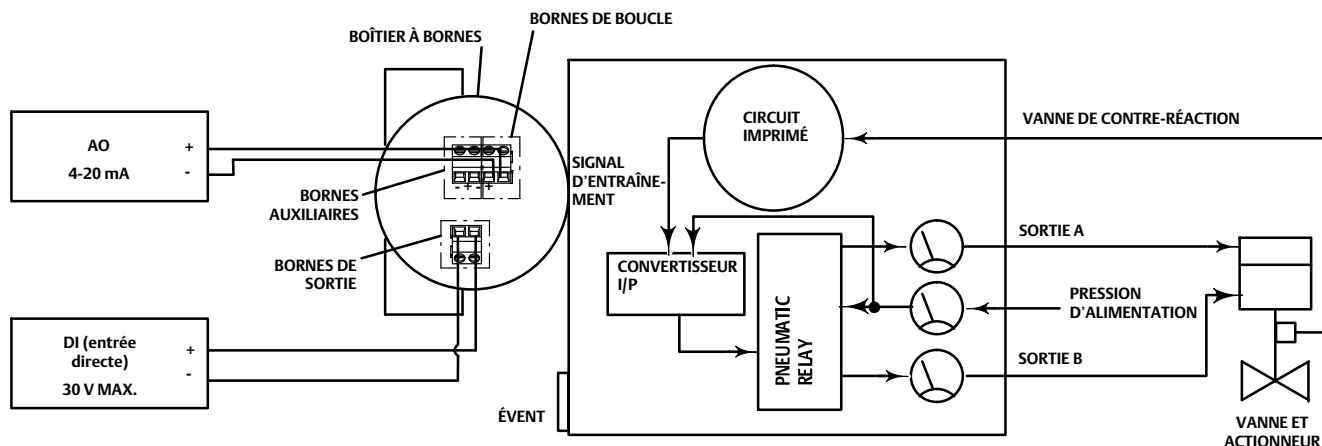 BORNES DE BOUCLE
BOÎTIER À BORNES
AO
4-20 mA
+
-
BORNES
AUXILIAIRES
- + - +
BORNES DE
SORTIE
DI (entrée
directe)
30 V MAX.
+
-
SIGNAL
D'ENTRAÎNE-
MENT
CIRCUIT
IMPRIMÉ
VANNE DE CONTRE-RÉACTION
CONVERTISSEUR
I/P
PNEUMATIC
RELAY
SORTIE A
PRESSION
D'ALIMENTATION
SORTIE B
ÉVENT
VANNE ET
ACTIONNEUR